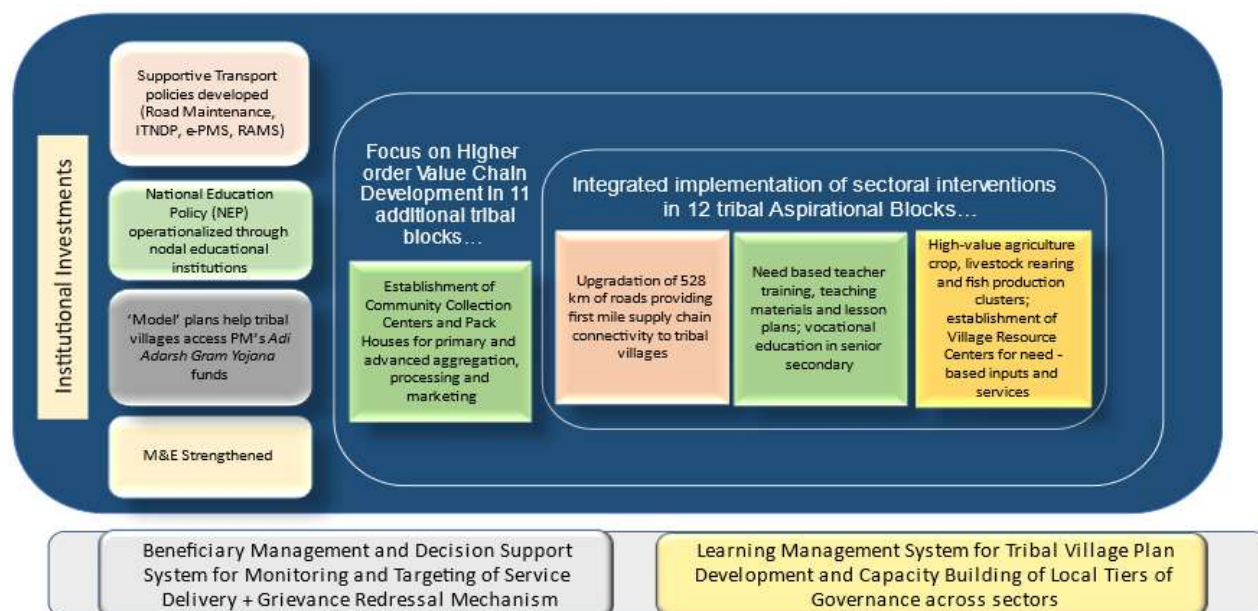 Institutional Investments
Supportive Transport
policies developed
(Road Maintenance,
ITNDP, e-PMS, RAMS)
National Education
Policy (NEP)
operationalized through
nodal educational
institutions
‘Model’ plans help tribal
villages access PM’s Adi
Adarsh Gram Yojana
funds
M&E Strengthened
Focus on Higher
order Value Chain
Development in 11
additional tribal
blocks…
Establishment of
Community Collection
Centers and Pack
Houses for primary and
advanced aggregation,
processing and
marketing
Integrated implementation of sectoral interventions
in 12 tribal Aspirational Blocks…
Upgradation of 528
km of roads providing
first mile supply chain
connectivity to tribal
villages
Need based teacher
training, teaching
materials and lesson
plans; vocational
education in senior
secondary
High-value agriculture
crop, livestock rearing
and fish production
clusters;
establishment of
Village Resource
Centers for need -
based inputs and
services
Beneficiary Management and Decision Support
System for Monitoring and Targeting of Service
Delivery + Grievance Redressal Mechanism
Learning Management System for Tribal Village Plan
Development and Capacity Building of Local Tiers of
Governance across sectors